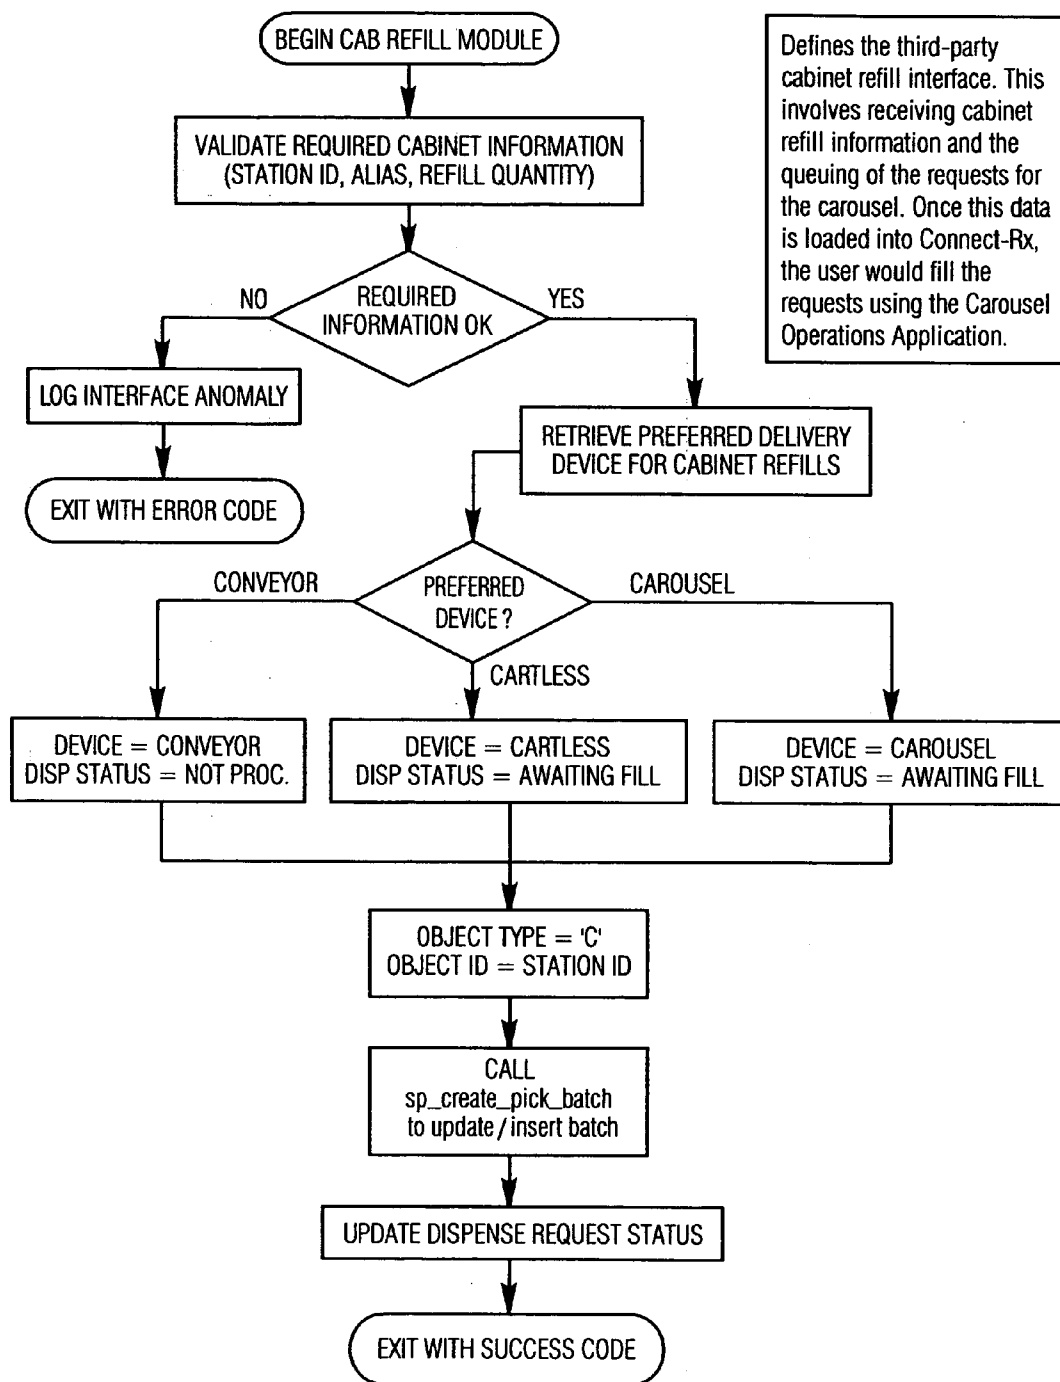 BEGIN CAB REFILL MODULE
Defines the third-party
cabinet refill interface. This
involves receiving cabinet
refill information and the
queuing of the requests for
the carousel. Once this data
is loaded into Connect-Rx,
the user would fill the
requests using the Carousel
Operations Application.
VALIDATE REQUIRED CABINET INFORMATION
(STATION ID, ALIAS, REFILL QUANTITY)
REQUIRED
INFORMATION OK
NO
YES
LOG INTERFACE ANOMALY
EXIT WITH ERROR CODE
RETRIEVE PREFERRED DELIVERY
DEVICE FOR CABINET REFILLS
PREFERRED
DEVICE?
CONVEYOR
CARTLESS
CAROUSEL
DEVICE = CONVEYOR
DISP STATUS = NOT PROC.
DEVICE = CARTLESS
DISP STATUS = AWAITING FILL
DEVICE = CAROUSEL
DISP STATUS = AWAITING FILL
OBJECT TYPE = 'C'
OBJECT ID = STATION ID
CALL
sp_create_pick_batch
to update/insert batch
UPDATE DISPENSE REQUEST STATUS
EXIT WITH SUCCESS CODE